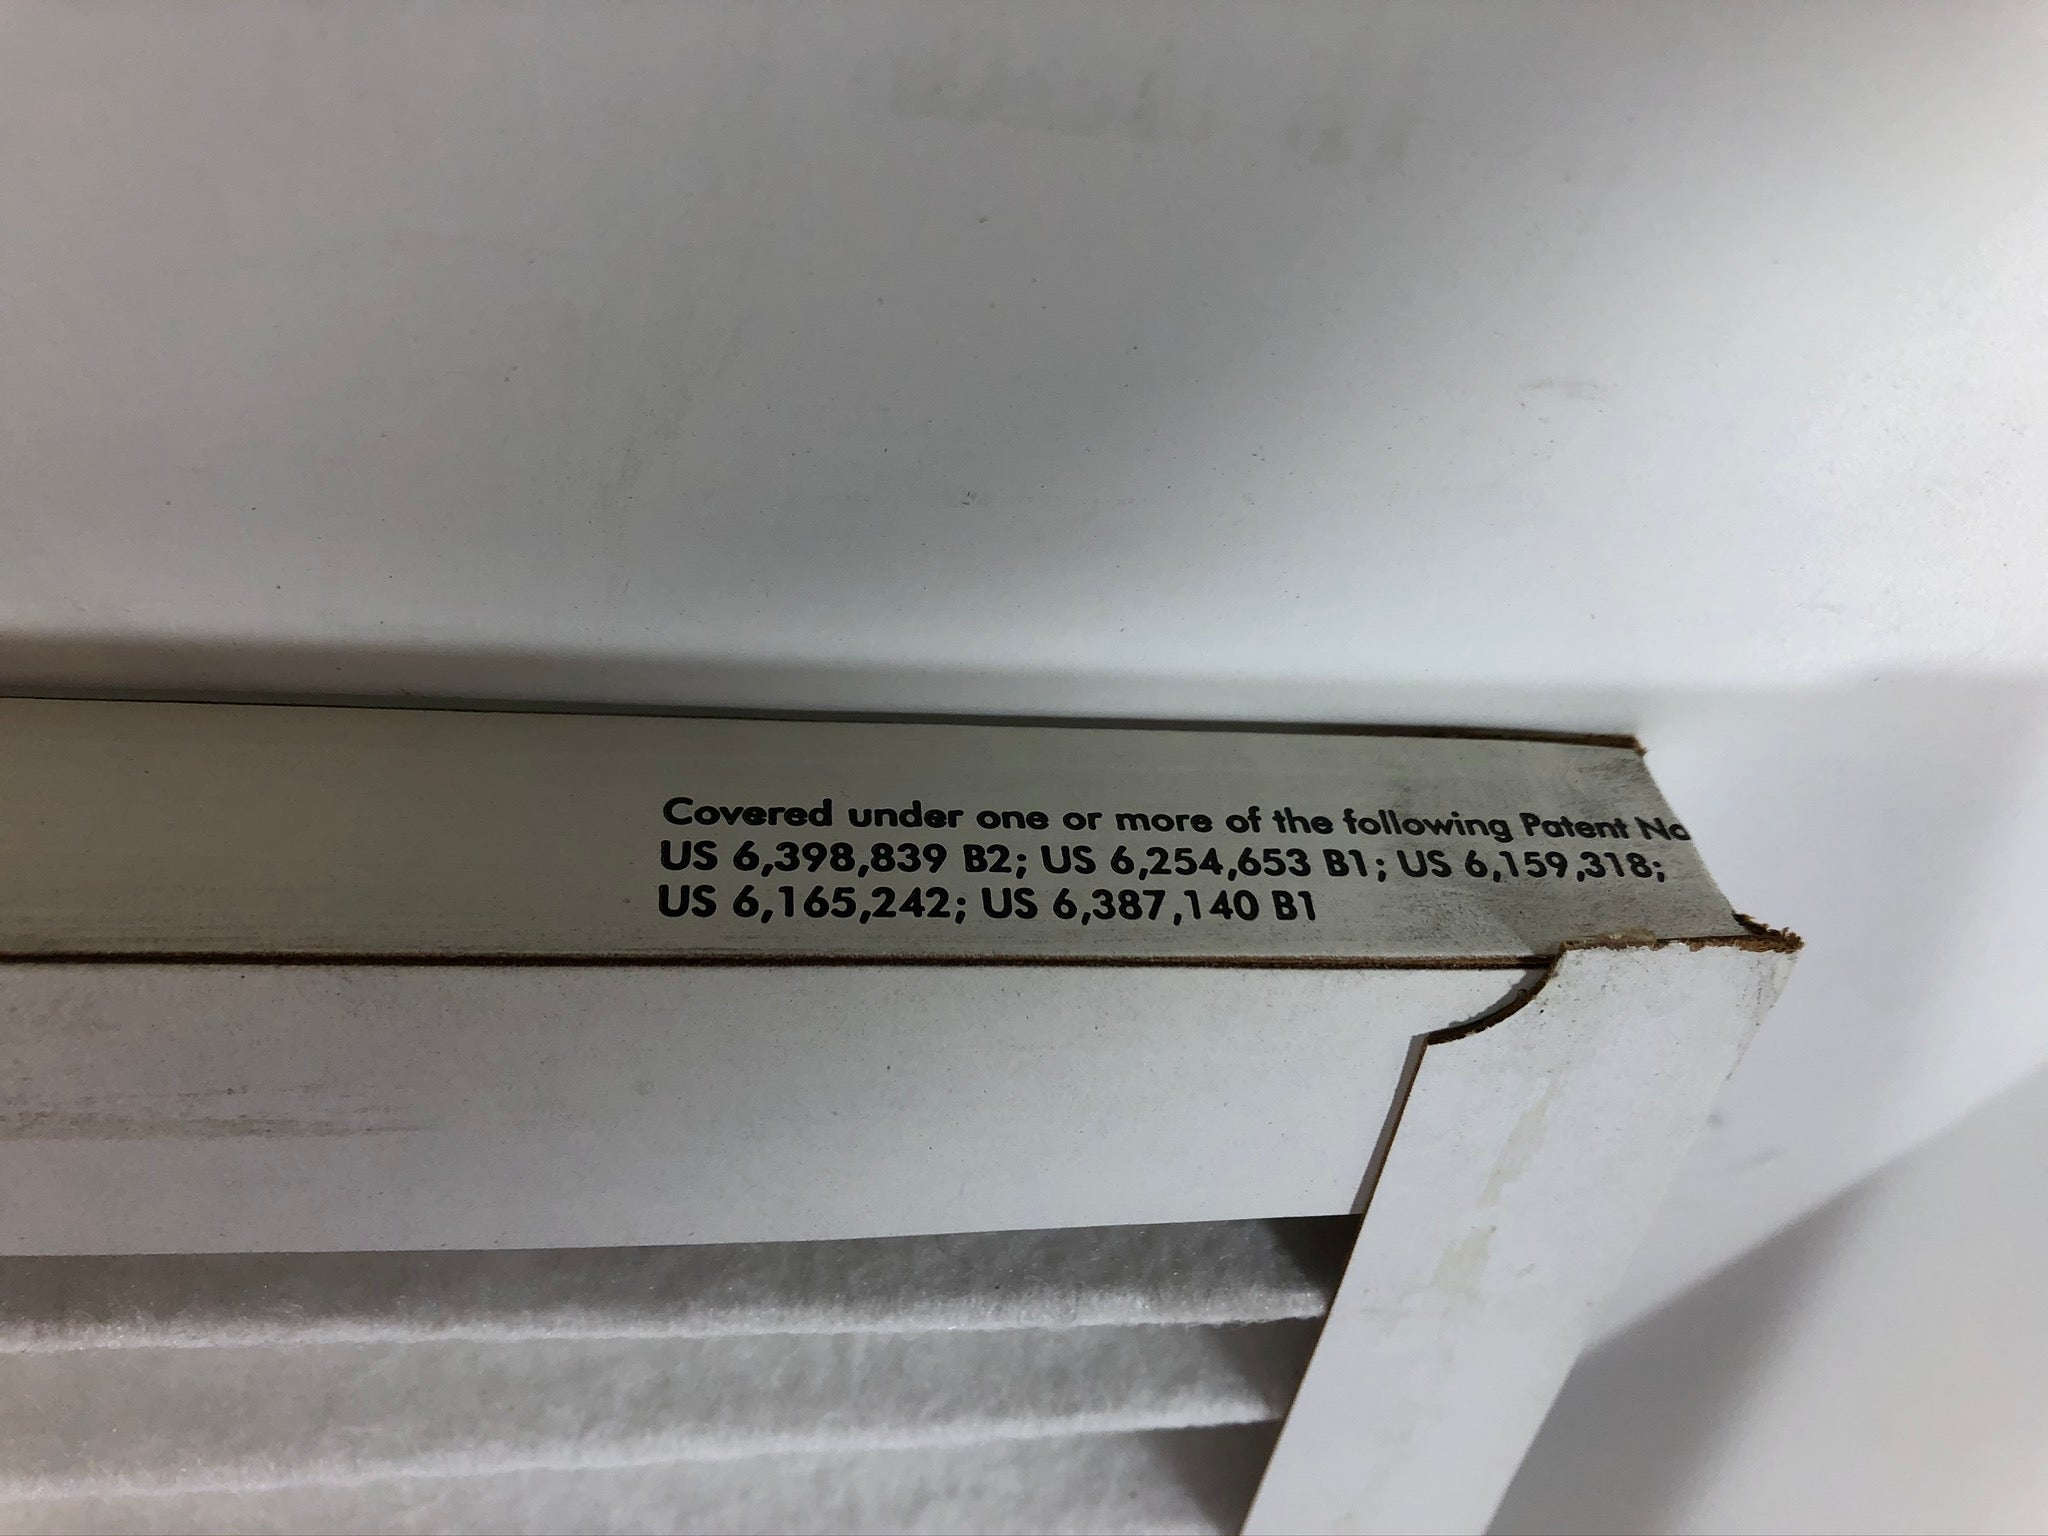 Covered under one or more of the following Patent No
US 6,398,839 B2; US 6,254,653 B1; US 6,159,318;
US 6,165,242; US 6,387,140 B1